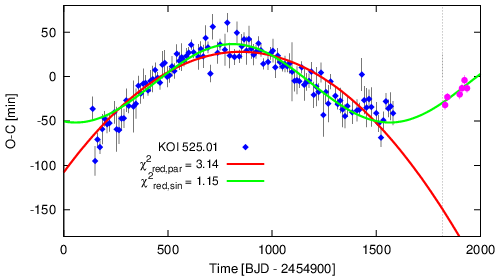 50
0
-50
-100
-150
O-C [min]
KOI 525.01
χ²red,par = 3.14
χ²red,sin = 1.15
0 500 1000 1500 2000
Time [BJD - 2454900]